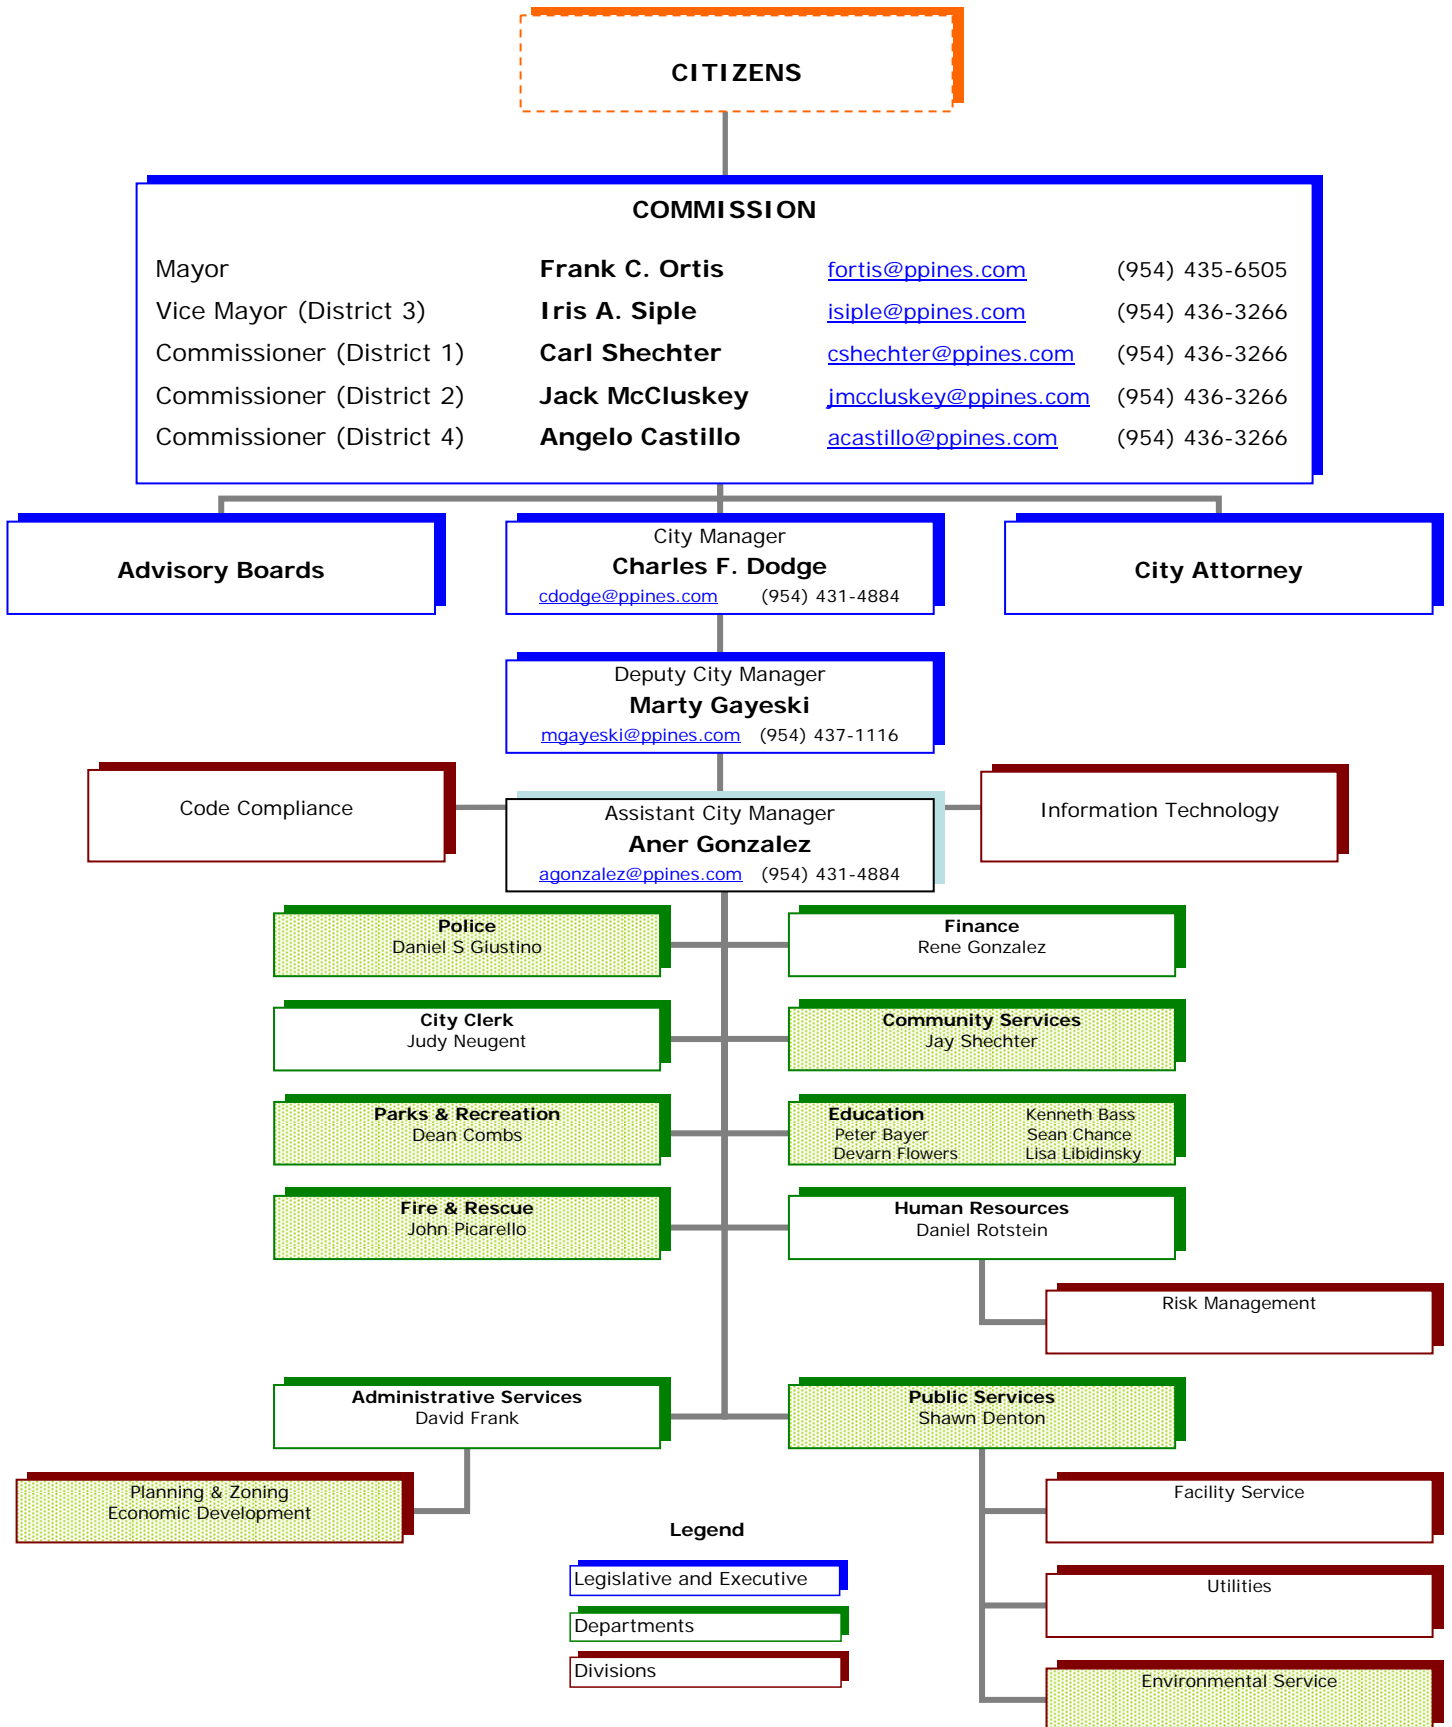 CITIZENS
COMMISSION
Mayor Frank C. Ortis fortis@ppines.com (954) 435-6505
Vice Mayor (District 3) Iris A. Siple isiple@ppines.com (954) 436-3266
Commissioner (District 1) Carl Shechter cshechter@ppines.com (954) 436-3266
Commissioner (District 2) Jack McCluskey jmccluskey@ppines.com (954) 436-3266
Commissioner (District 4) Angelo Castillo acastillo@ppines.com (954) 436-3266
Advisory Boards
City Manager
Charles F. Dodge
cdodge@ppines.com (954) 431-4884
City Attorney
Deputy City Manager
Marty Gayeski
mgayeski@ppines.com (954) 437-1116
Code Compliance
Assistant City Manager
Aner Gonzalez
agonzalez@ppines.com (954) 431-4884
Information Technology
Police
Daniel S Giustino
Finance
Rene Gonzalez
City Clerk
Judy Neugent
Community Services
Jay Shechter
Parks & Recreation
Dean Combs
Education Kenneth Bass
Peter Bayer Sean Chance
Devarn Flowers Lisa Libidinsky
Fire & Rescue
John Picarello
Human Resources
Daniel Rotstein
Risk Management
Administrative Services
David Frank
Public Services
Shawn Denton
Planning & Zoning
Economic Development
Facility Service
Utilities
Environmental Service
Legend
Legislative and Executive
Departments
Divisions